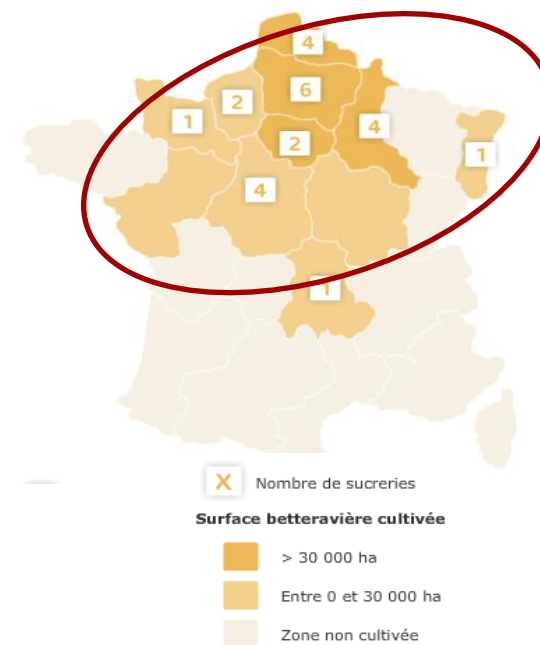 4
6
2
1
4
2
1
4
1
X Nombre de sucreries
Surface betteravière cultivée
> 30 000 ha
Entre 0 et 30 000 ha
Zone non cultivée